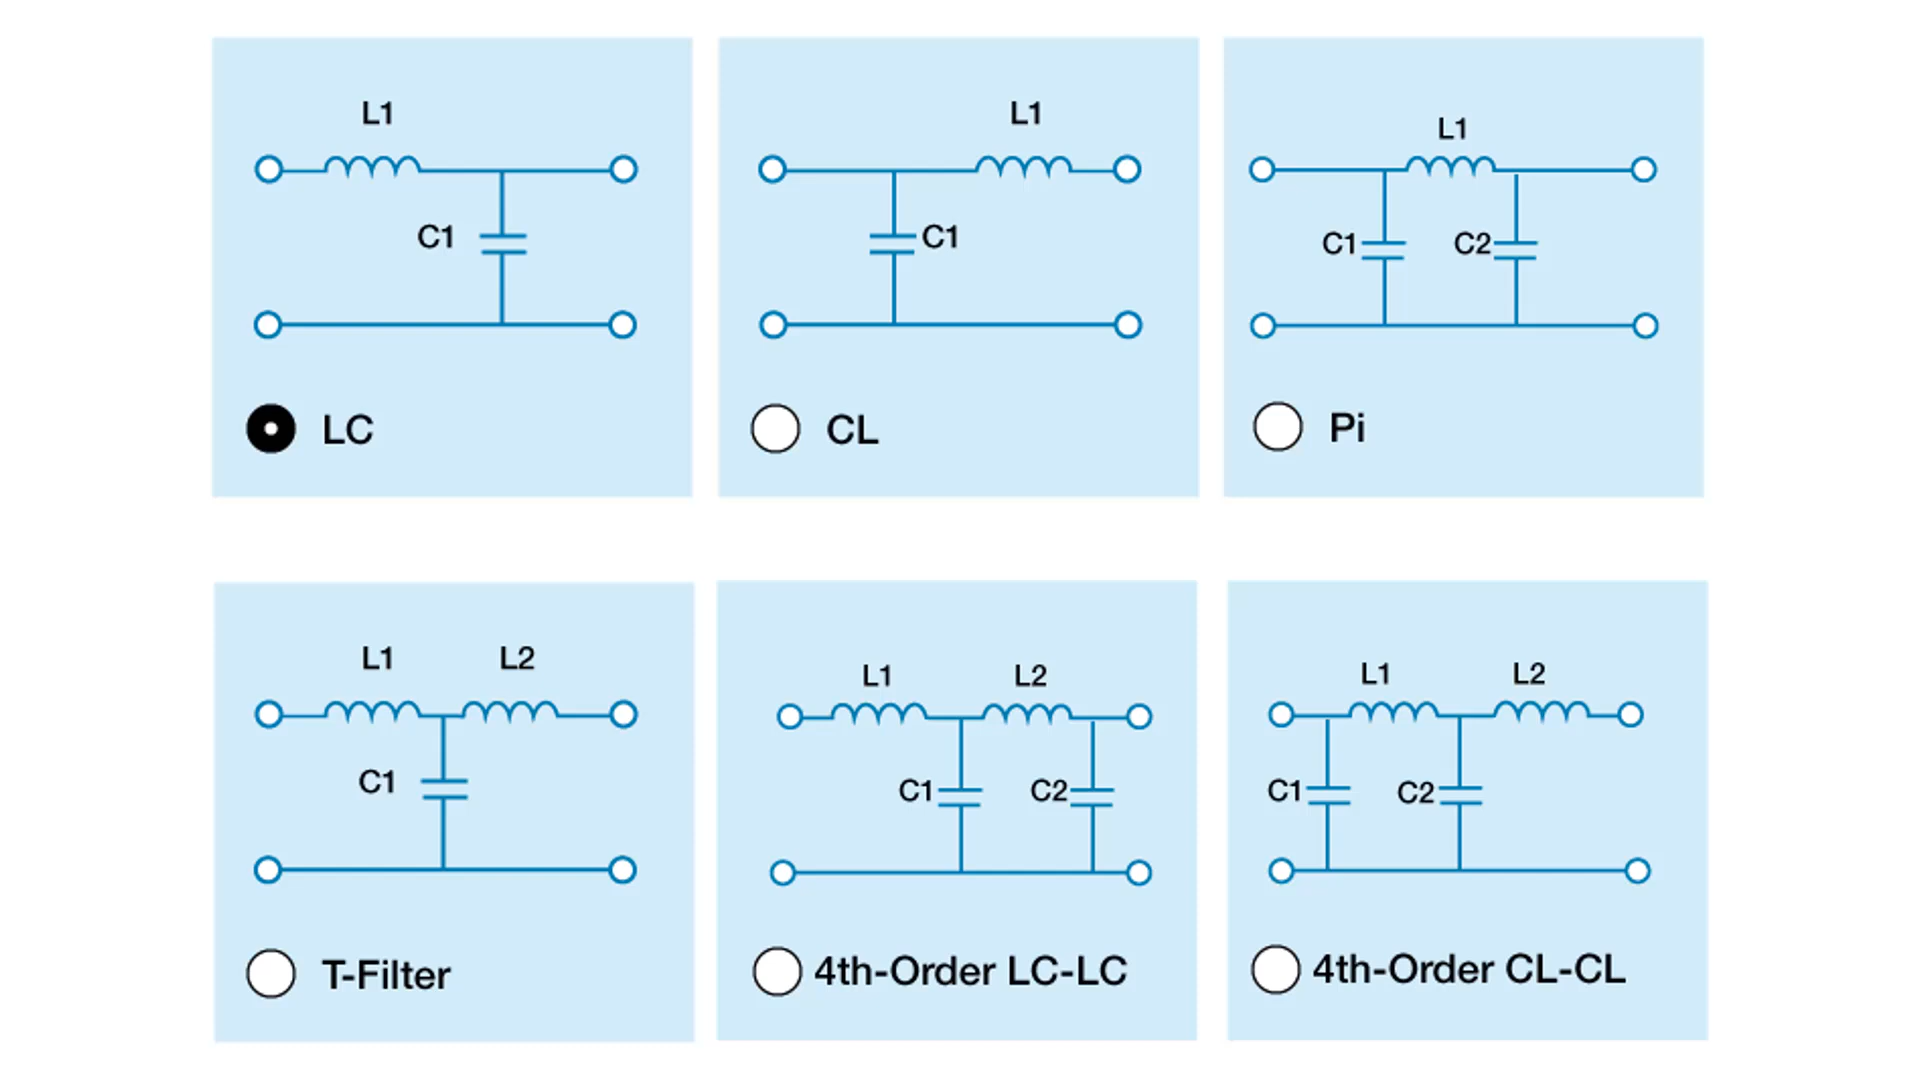 L1
C1
LC
L1
C1
CL
L1
C1
C2
Pi
L1
L2
C1
T-Filter
L1
L2
C1
C2
4th-Order LC-LC
L1
L2
C1
C2
4th-Order CL-CL